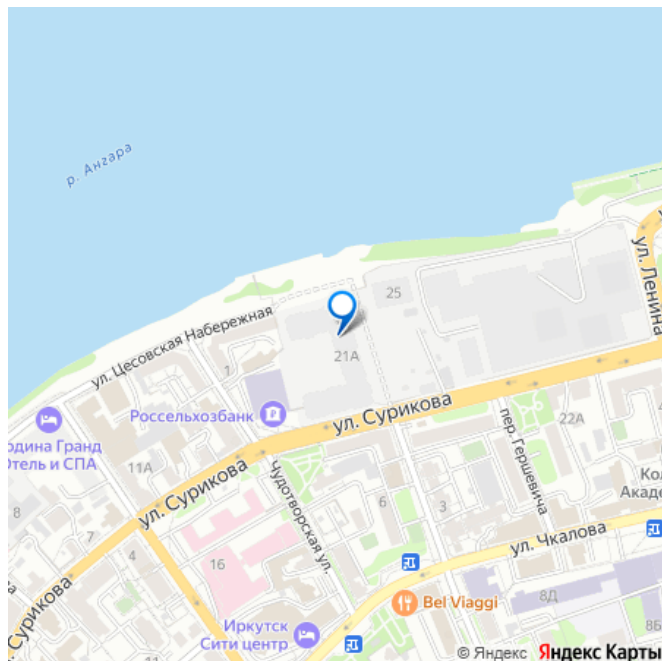 р. Ангара
ул. Ленина
25
ул. Цесовская Набережная
21А
1
Россельхозбанк
ул. Сурикова
одина Гранд
Отель и СПА
11А
22А
пер. Гершевича
Кол
Акаде
8
ул. Сурикова
Чудотворская ул.
6
3
7
4
ул. Чкалова
16
Bel Viaggi
8Д
. Сурикова
Иркутск
Сити центр
8Б
© Яндекс Яндекс Карты